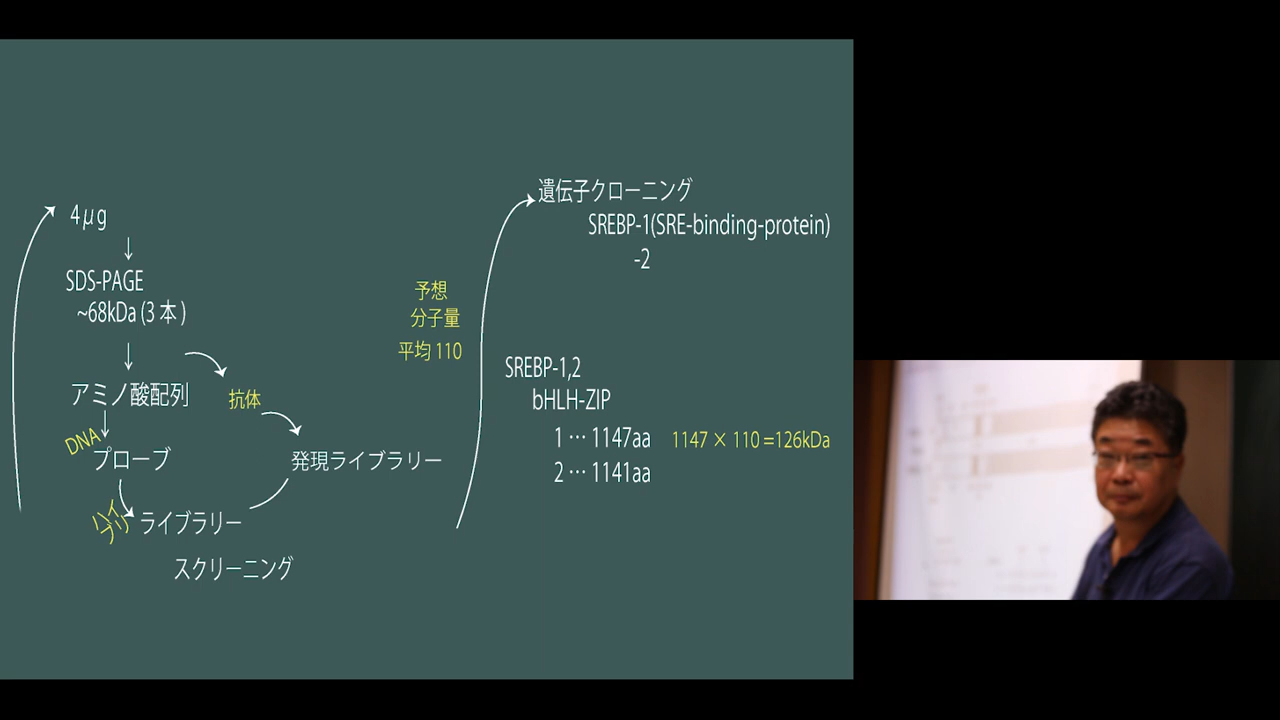 4μg
↓
SDS-PAGE
~68kDa (3 本 )
↓
アミノ酸配列
抗体
DNA
↓
プローブ
発現ライブラリー
ハイブリ
ライブラリー
スクリーニング
遺伝子クローニング
SREBP-1(SRE-binding-protein)
-2
予想
分子量
平均 110
SREBP-1,2
bHLH-ZIP
1 … 1147aa 1147 × 110 =126kDa
2 … 1141aa